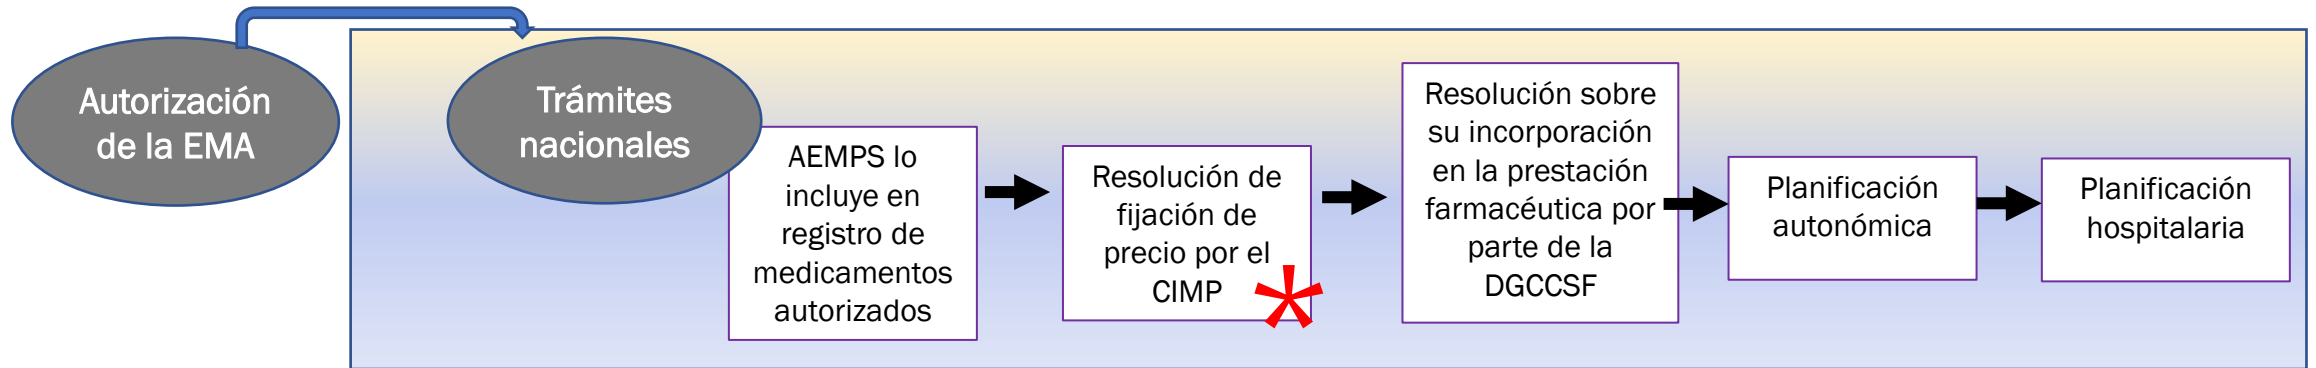 Autorización
de la EMA
Trámites
nacionales
AEMPS lo
incluye en
registro de
medicamentos
autorizados
Resolución de
fijación de
precio por el
CIMP
*
Resolución sobre
su incorporación
en la prestación
farmacéutica por
parte de la
DGCCSF
Planificación
autonómica
Planificación
hospitalaria